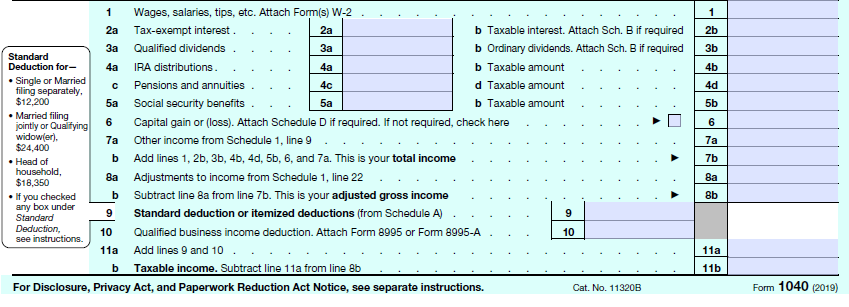 1 Wages, salaries, tips, etc. Attach Form(s) W-2 . . . . . . . . . . . . . . . . . 1
2a Tax-exempt interest . . . . 2a b Taxable interest. Attach Sch. B if required 2b
3a Qualified dividends . . . . 3a b Ordinary dividends. Attach Sch. B if required 3b
4a IRA distributions . . . . . 4a b Taxable amount . . . . . . 4b
c Pensions and annuities . . . 4c d Taxable amount . . . . . . 4d
5a Social security benefits . . . 5a b Taxable amount . . . . . . 5b
6 Capital gain or (loss). Attach Schedule D if required. If not required, check here . . . . . . . ▶ 6
7a Other income from Schedule 1, line 9 . . . . . . . . . . . . . . . . . . . 7a
b Add lines 1, 2b, 3b, 4b, 4d, 5b, 6, and 7a. This is your total income . . . . . . . . . . ▶ 7b
8a Adjustments to income from Schedule 1, line 22 . . . . . . . . . . . . . . . . 8a
b Subtract line 8a from line 7b. This is your adjusted gross income . . . . . . . . . . . ▶ 8b
9 Standard deduction or itemized deductions (from Schedule A) . . . . . 9
10 Qualified business income deduction. Attach Form 8995 or Form 8995-A . . . . 10
11a Add lines 9 and 10 . . . . . . . . . . . . . . . . . . . . . . . . 11a
b Taxable income. Subtract line 11a from line 8b . . . . . . . . . . . . . . . . 11b
Standard
Deduction for—
• Single or Married
filing separately,
$12,200
• Married filing
jointly or Qualifying
widow(er),
$24,400
• Head of
household,
$18,350
• If you checked
any box under
Standard
Deduction,
see instructions.
For Disclosure, Privacy Act, and Paperwork Reduction Act Notice, see separate instructions. Cat. No. 11320B Form 1040 (2019)